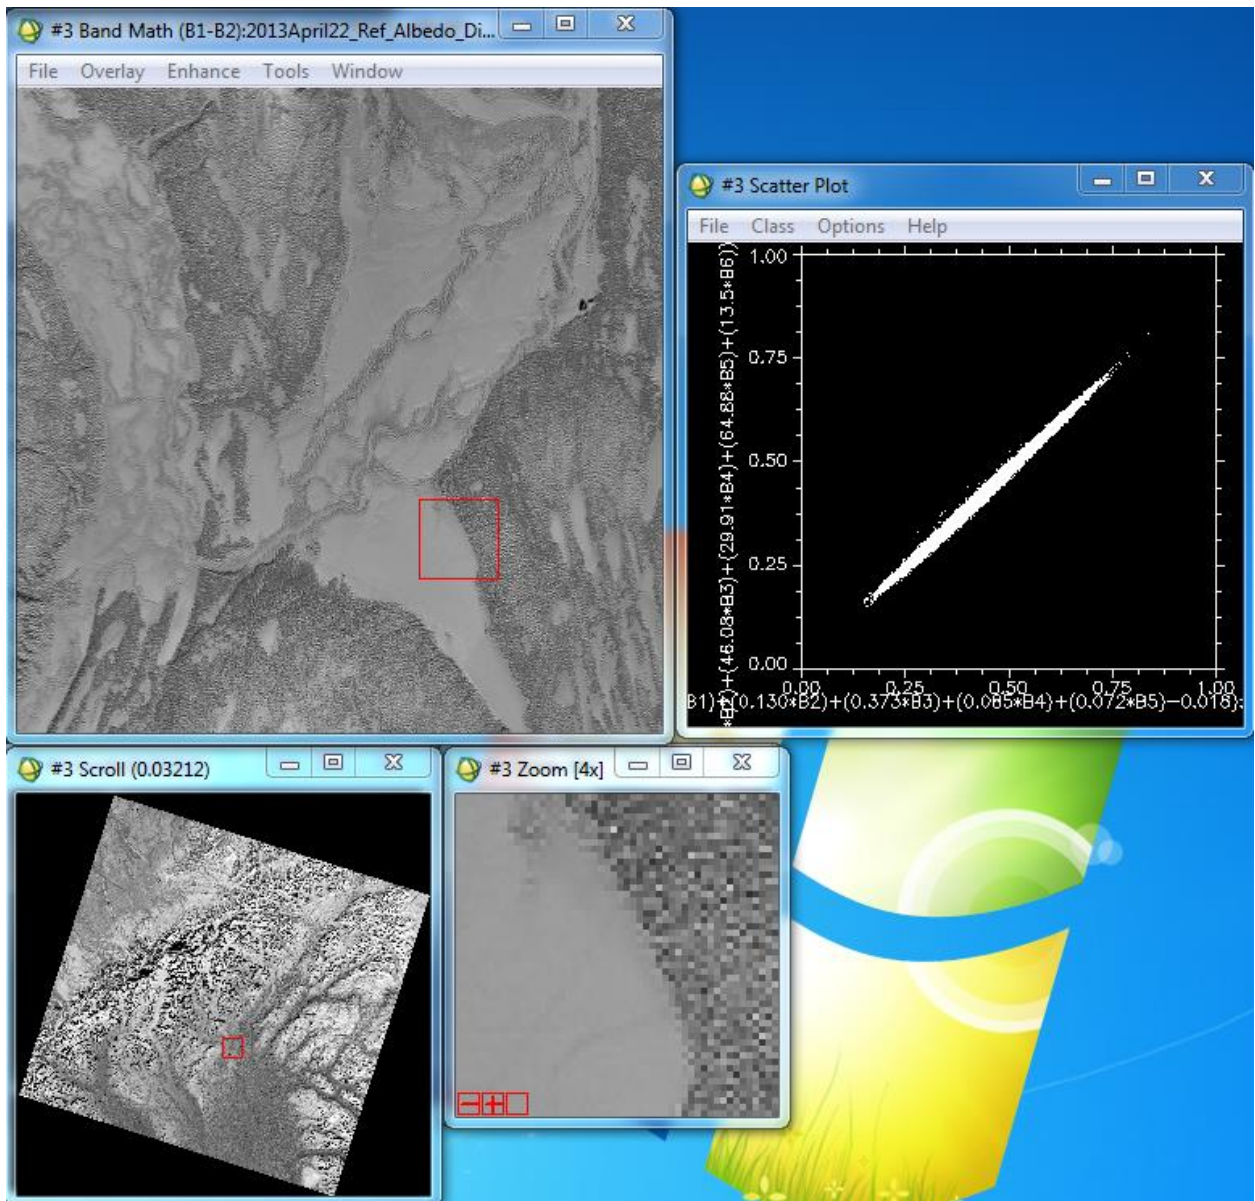 #3 Band Math (B1-B2):2013April22_Ref_Albedo_Di...
File Overlay Enhance Tools Window
#3 Scatter Plot
File Class Options Help
1.00
0.75
0.50
0.25
0.00
0.00 0.25 0.50 0.75 1.00
B1)+(0.130*B2)+(0.373*B3)+(0.085*B4)+(0.072*B5)-0.018):
*B2)+(46.08*B3)+(29.91*B4)+(64.88*B5)+(13.5*B6))
#3 Scroll (0.03212)
#3 Zoom [4x]